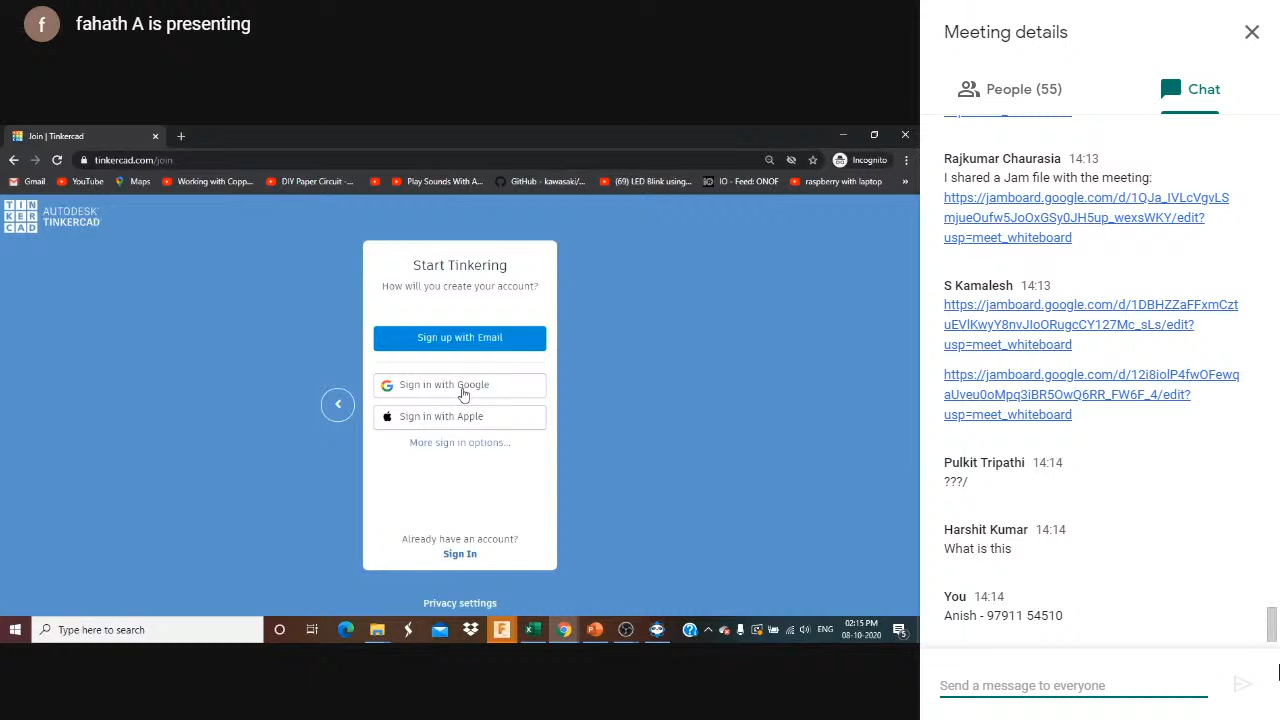 f
fahath A is presenting
Join | Tinkercad
tinkercad.com/join
Incognito
Gmail
YouTube
Maps
Working with Copp...
DIY Paper Circuit -...
Play Sounds With A...
GitHub - kawasaki/...
(69) LED Blink using...
IO - Feed: ONOF
raspberry with laptop
TIN
KER
CAD
AUTODESK
TINKERCAD
Start Tinkering
How will you create your account?
Sign up with Email
Sign in with Google
Sign in with Apple
More sign in options...
Already have an account?
Sign In
Privacy settings
Type here to search
ENG
02:15 PM
08-10-2020
5
Meeting details
People (55)
Chat
usp=meet_whiteboard
Rajkumar Chaurasia 14:13
I shared a Jam file with the meeting:
https://jamboard.google.com/d/1QJa_IVLcVgvLS
mjueOufw5JoOxGSy0JH5up_wexsWKY/edit?
usp=meet_whiteboard
S Kamalesh 14:13
https://jamboard.google.com/d/1DBHZZaFFxmCzt
uEVlKwyY8nvJIoORugcCY127Mc_sLs/edit?
usp=meet_whiteboard
https://jamboard.google.com/d/12i8iolP4fwOFewq
aUveu0oMpq3iBR5OwQ6RR_FW6F_4/edit?
usp=meet_whiteboard
Pulkit Tripathi 14:14
???/
Harshit Kumar 14:14
What is this
You 14:14
Anish - 97911 54510
Send a message to everyone